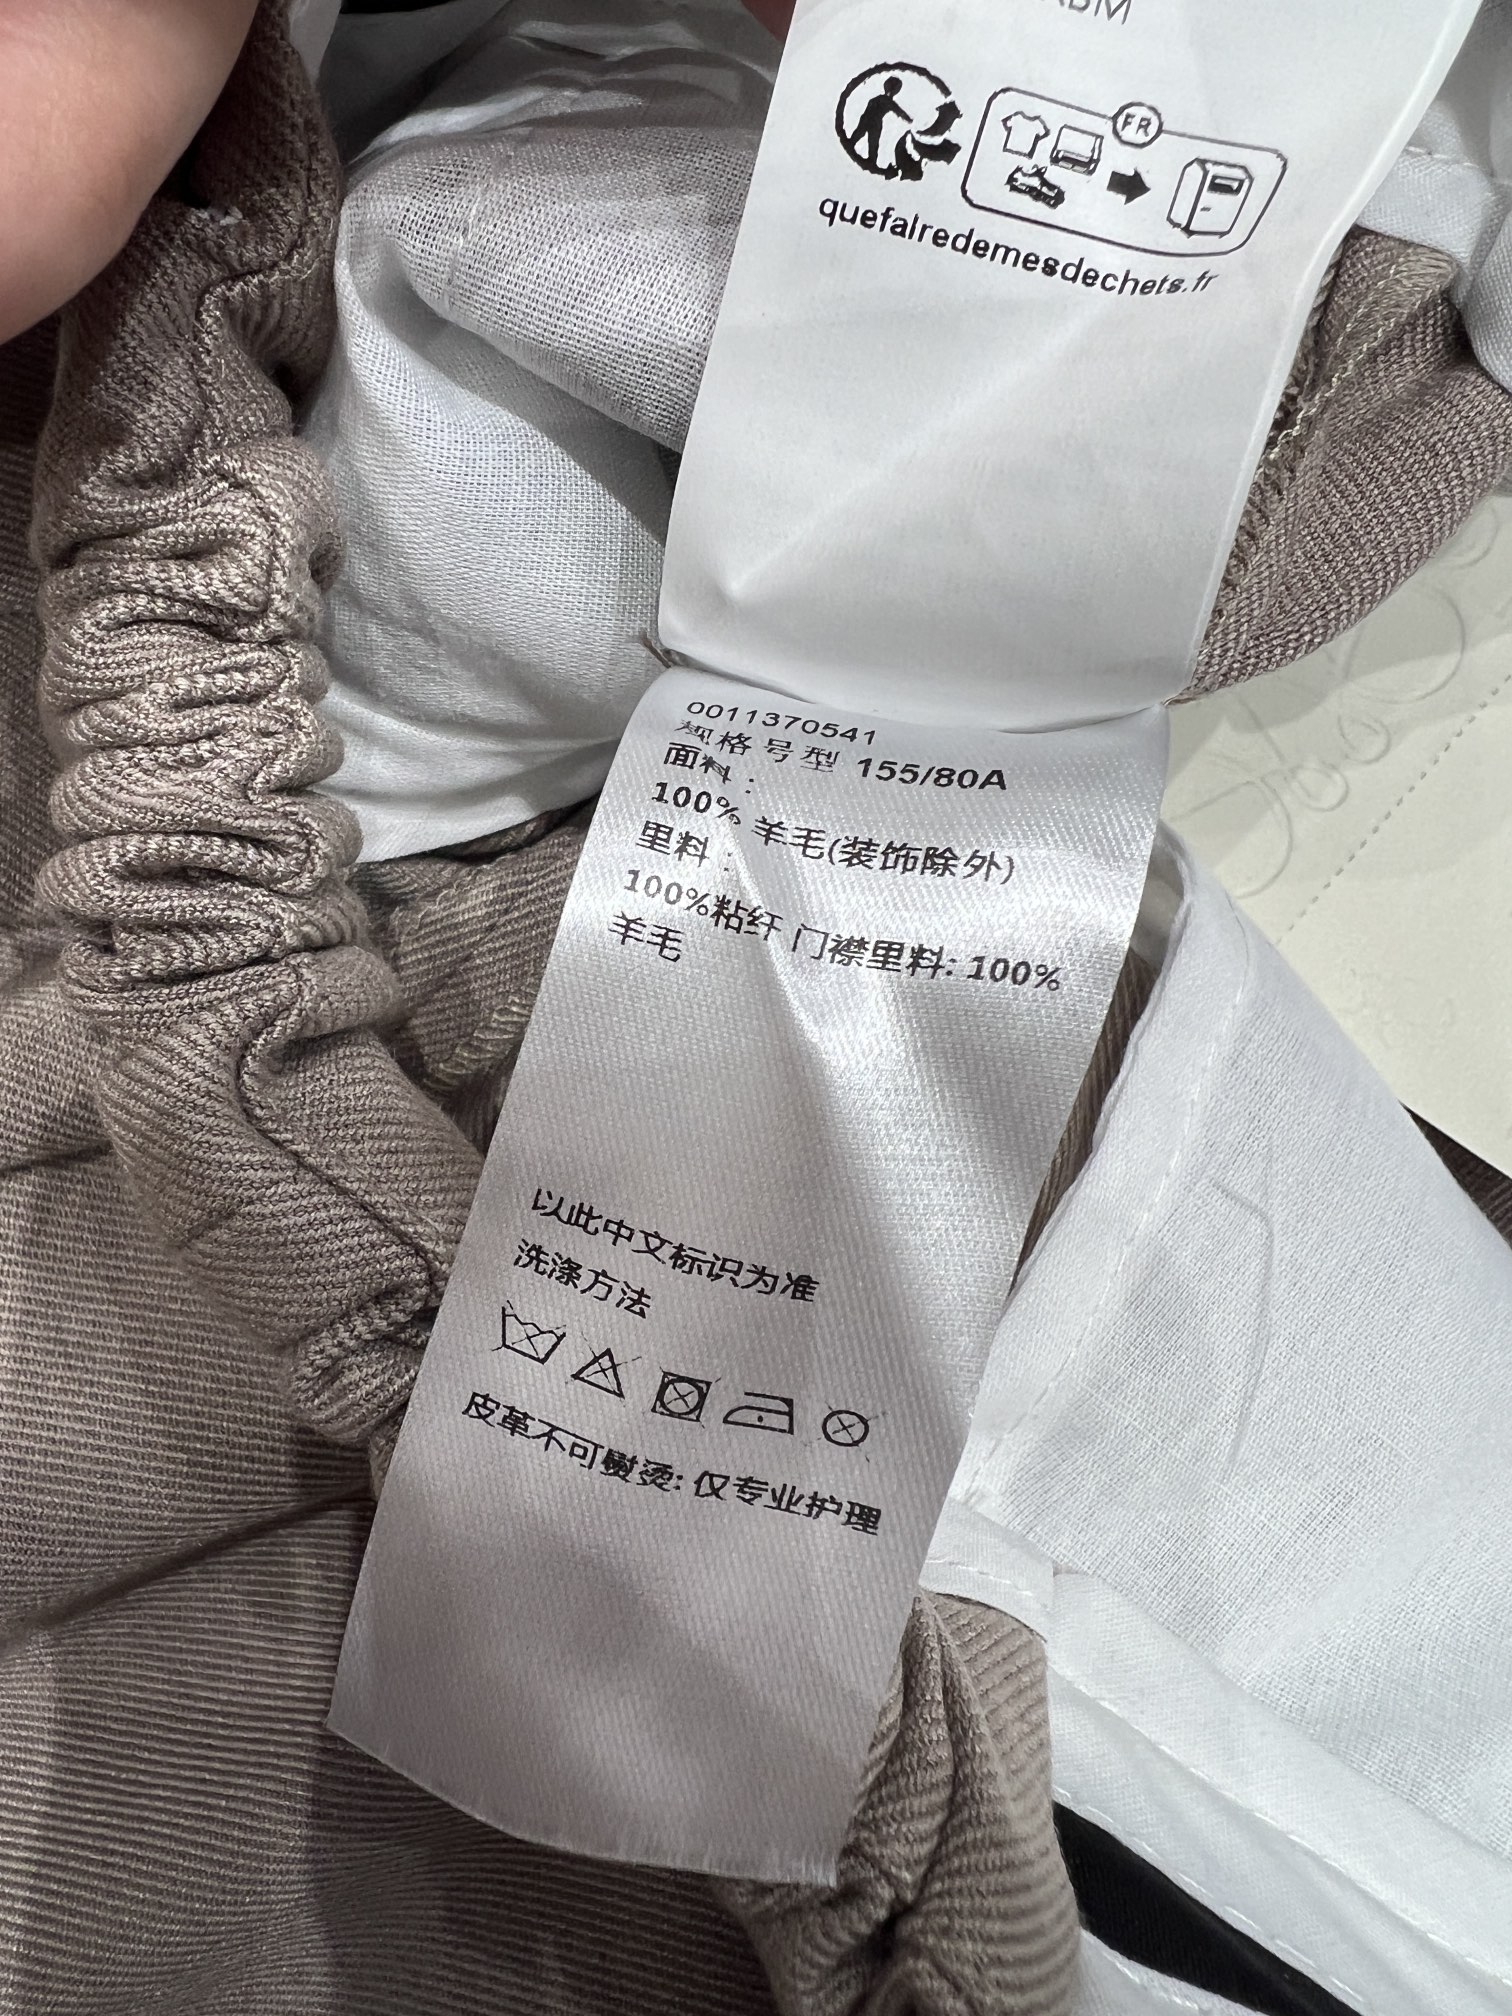 FR
quefairedemesdechets.fr
0011370541
规格号型 155/80A
面料：
100% 羊毛(装饰除外)
里料：
100%粘纤 门襟里料: 100%
羊毛
以此中文标识为准
洗涤方法
皮革不可熨烫: 仅专业护理